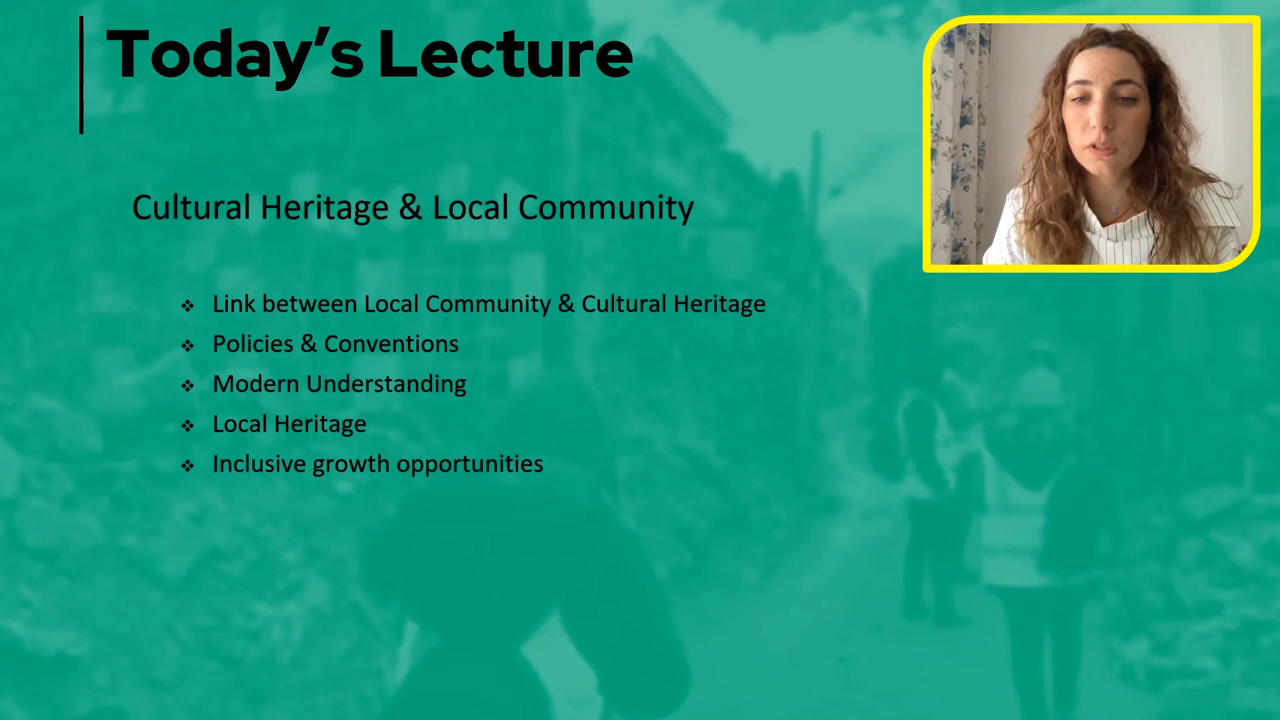 Today’s Lecture
Cultural Heritage & Local Community
❖ Link between Local Community & Cultural Heritage
❖ Policies & Conventions
❖ Modern Understanding
❖ Local Heritage
❖ Inclusive growth opportunities